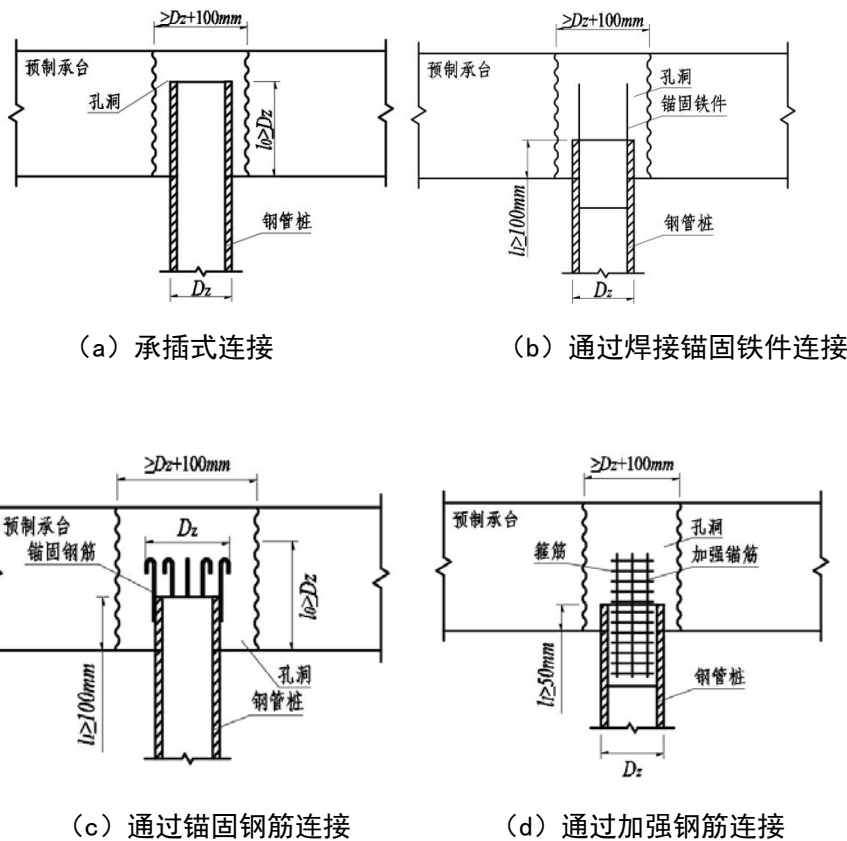 ≥Dz+100mm
预制承台
孔洞
l0≥Dz
钢管桩
Dz
(a) 承插式连接
≥Dz+100mm
预制承台
孔洞
锚固铁件
l1≥100mm
钢管桩
Dz
(b) 通过焊接锚固铁件连接
≥Dz+100mm
预制承台
Dz
锚固钢筋
l0≥Dz
l1≥100mm
孔洞
钢管桩
(c) 通过锚固钢筋连接
≥Dz+100mm
预制承台
孔洞
箍筋
加强锚筋
l1≥50mm
钢管桩
Dz
(d) 通过加强钢筋连接